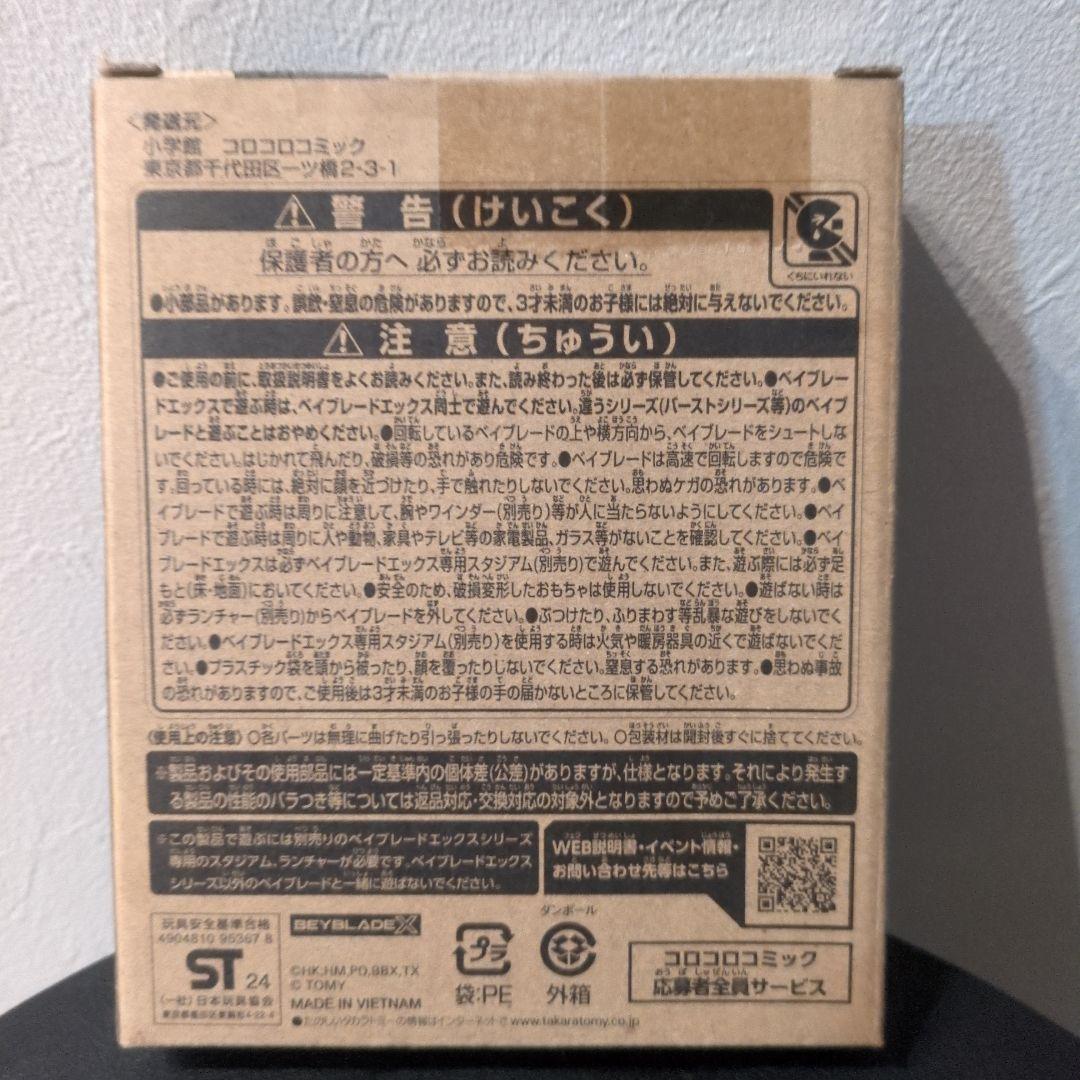 <発送元>
小学館 コロコロコミック
東京都千代田区一ツ橋2-3-1
警告(けいこく)
保護者の方へ 必ずお読みください。
くちにいれない
●小部品があります。誤飲・窒息の危険がありますので、3才未満のお子様には絶対に与えないでください。
注意(ちゅうい)
●ご使用の前に、取扱説明書をよくお読みください。また、読み終わった後は必ず保管してください。●ベイブレー
ドエックスで遊ぶ時は、ベイブレードエックス同士で遊んでください。違うシリーズ(バーストシリーズ等)のベイブ
レードと遊ぶことはおやめください。●回転しているベイブレードの上や横方向から、ベイブレードをシュートしな
いでください。はじかれて飛んだり、破損等の恐れがあり危険です。●ベイブレードは高速で回転しますので危険で
す。回っている時には、絶対に顔を近づけたり、手で触れたりしないでください。思わぬケガの恐れがあります。●ベ
イブレードで遊ぶ時は周りに注意して、腕やワインダー(別売り)等が人に当たらないようにしてください。●ベイ
ブレードで遊ぶ時は周りに人や動物、家具やテレビ等の家電製品、ガラス等がないことを確認してください。●ベイ
ブレードエックスは必ずベイブレードエックス専用スタジアム(別売り)で遊んでください。また、遊ぶ際には必ず足
もと(床・地面)においてください。●安全のため、破損変形したおもちゃは使用しないでください。●遊ばない時は
必ずランチャー(別売り)からベイブレードを外してください。●ぶつけたり、ふりまわす等乱暴な遊びをしないでく
ださい。●ベイブレードエックス専用スタジアム(別売り)を使用する時は火気や暖房器具の近くで遊ばないでくだ
さい。●プラスチック袋を頭から被ったり、顔を覆ったりしないでください。窒息する恐れがあります。●思わぬ事故
の恐れがありますので、ご使用後は3才未満のお子様の手の届かないところに保管してください。
《使用上の注意》○各パーツは無理に曲げたり引っ張ったりしないでください。○包装材は開封後すぐに捨ててください。
※製品およびその使用部品には一定基準内の個体差(公差)がありますが、仕様となります。それにより発生す
る製品の性能のバラつき等については返品対応・交換対応の対象外となりますので予めご了承ください。
※この製品で遊ぶには別売りのベイブレードエックスシリーズ
専用のスタジアム、ランチャーが必要です。ベイブレードエックス
シリーズ以外のベイブレードと一緒に遊ばないでください。
WEB説明書・イベント情報・
お問い合わせ先等はこちら
玩具安全基準合格
4904810 95367 8
ST 24
(一社)日本玩具協会
東京都墨田区東駒形4-22-4
BEYBLADE X
©HK,HM,PD,BBX,TX
© TOMY
MADE IN VIETNAM
●たのしいタカラトミーの情報はインターネットで www.takaratomy.co.jp
プラ
袋:PE
ダンボール
外箱
コロコロコミック
応募者全員サービス